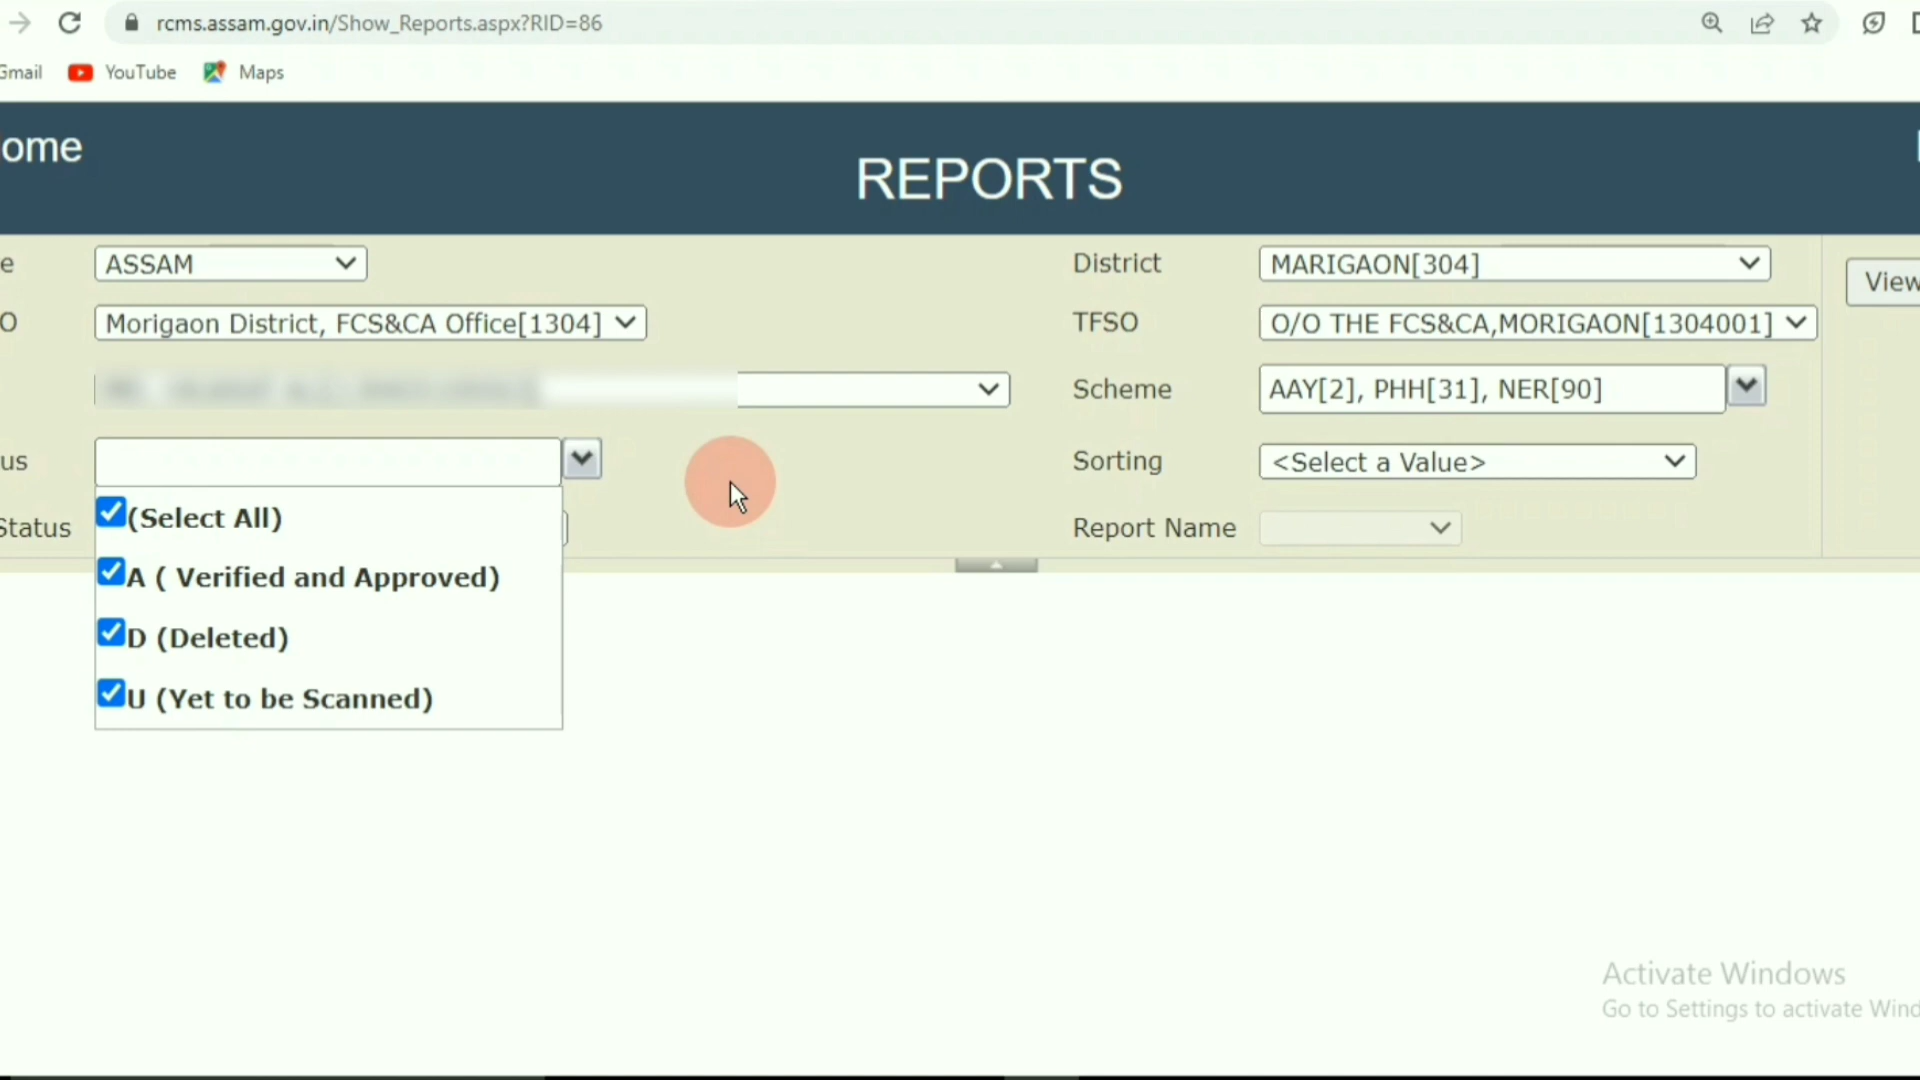 rcms.assam.gov.in/Show_Reports.aspx?RID=86
Gmail YouTube Maps
ome
REPORTS
e ASSAM District MARIGAON[304] View
O Morigaon District, FCS&CA Office[1304] TFSO O/O THE FCS&CA,MORIGAON[1304001]
Scheme AAY[2], PHH[31], NER[90]
us Sorting <Select a Value>
Status Report Name
(Select All)
A ( Verified and Approved)
D (Deleted)
U (Yet to be Scanned)
Activate Windows
Go to Settings to activate Wind